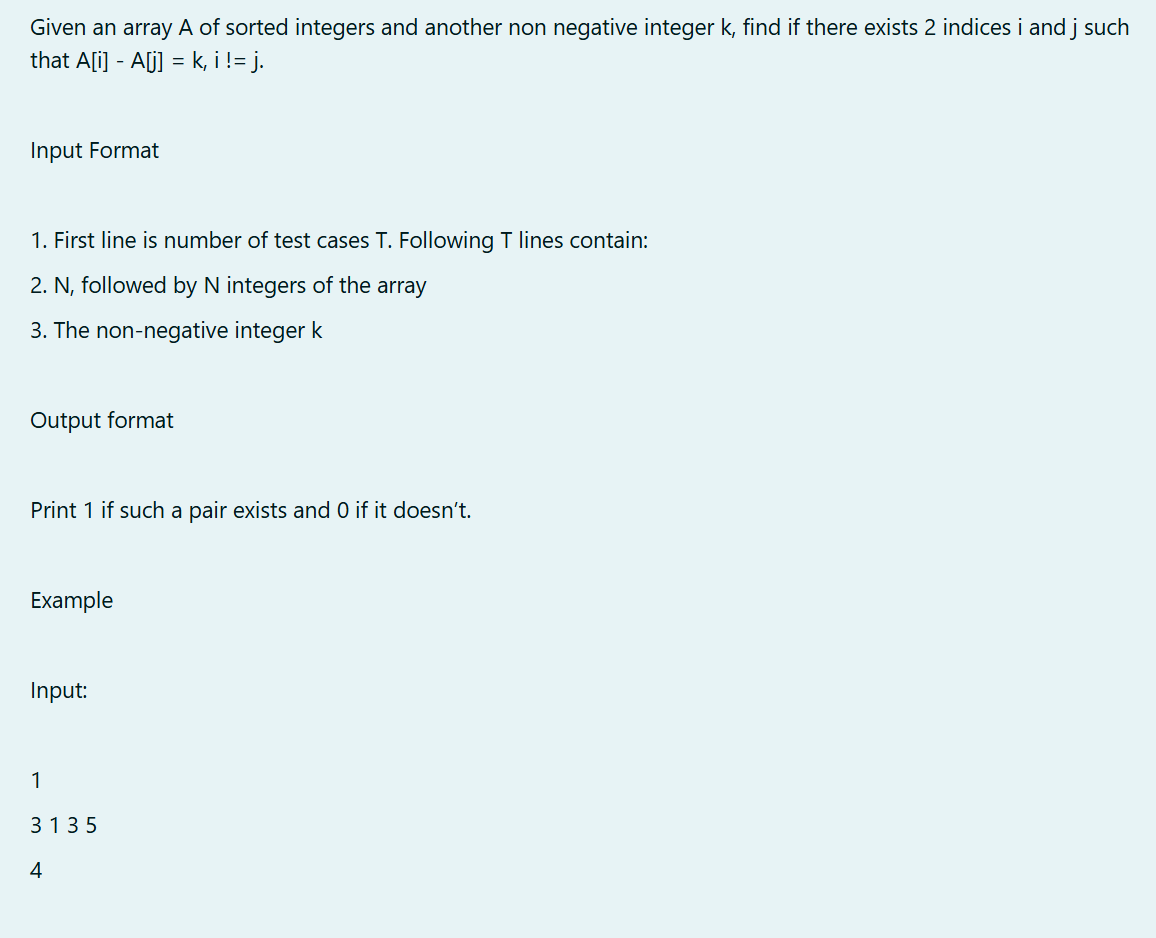 Given an array A of sorted integers and another non negative integer k, find if there exists 2 indices i and j such
that A[i] - A[j] = k, i != j.
Input Format
1. First line is number of test cases T. Following T lines contain:
2. N, followed by N integers of the array
3. The non-negative integer k
Output format
Print 1 if such a pair exists and 0 if it doesn’t.
Example
Input:
1
3 1 3 5
4